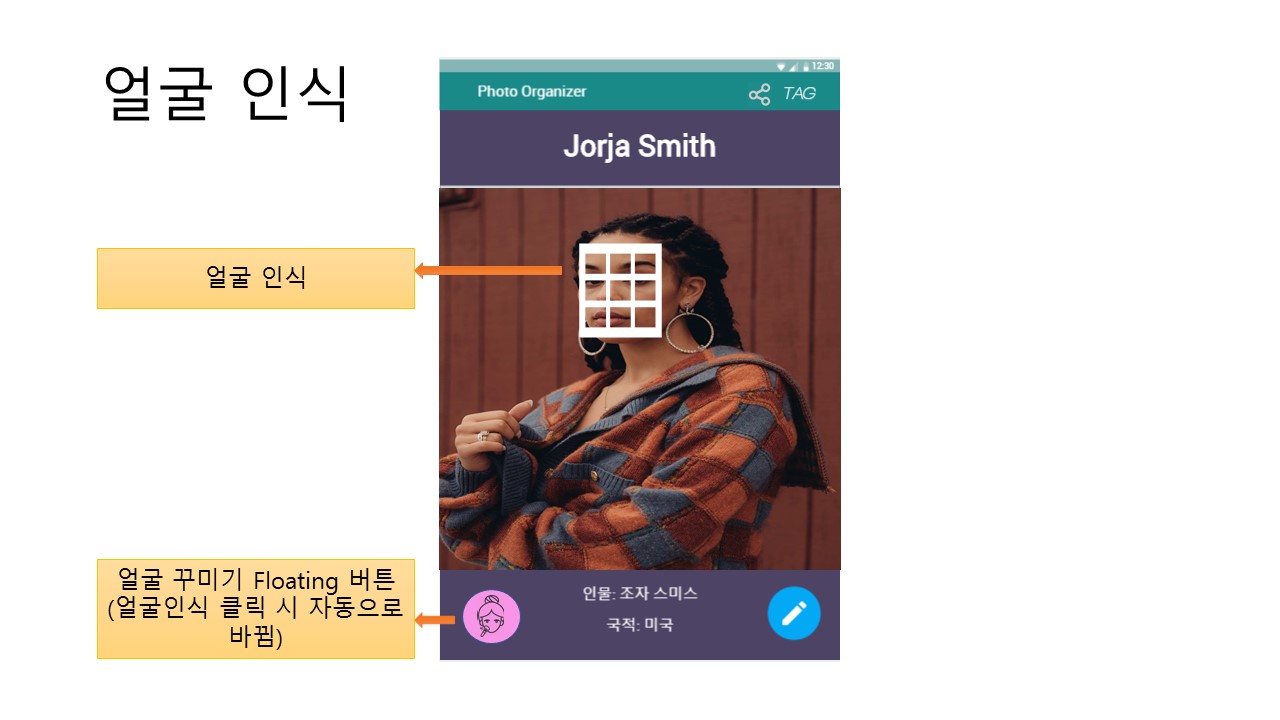 얼굴 인식
12:30
Photo Organizer
TAG
Jorja Smith
얼굴 인식
얼굴 꾸미기 Floating 버튼
(얼굴인식 클릭 시 자동으로
바뀜)
인물: 조자 스미스
국적: 미국